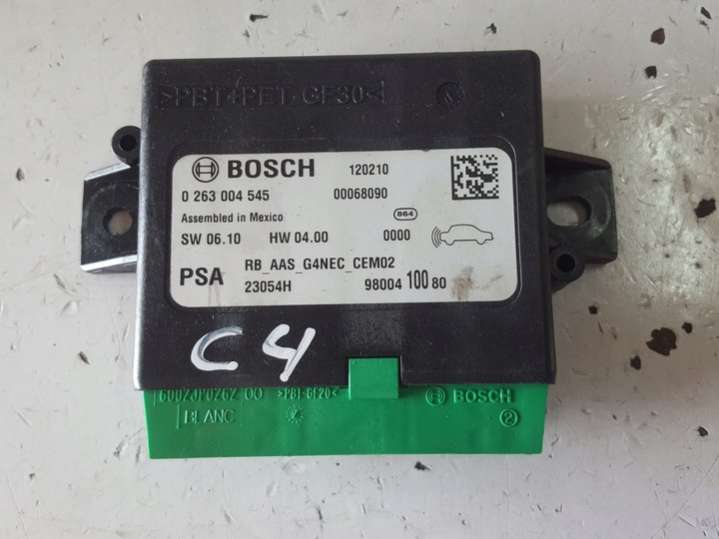 >PBT+PET-GF30<
BOSCH 120210
0 263 004 545 00068090
Assembled in Mexico 864
SW 06.10 HW 04.00 0000
PSA RB_AAS_G4NEC_CEM02
23054H 98004 100 80
C4
>PBT-GF20<
BOSCH
BLANC 2